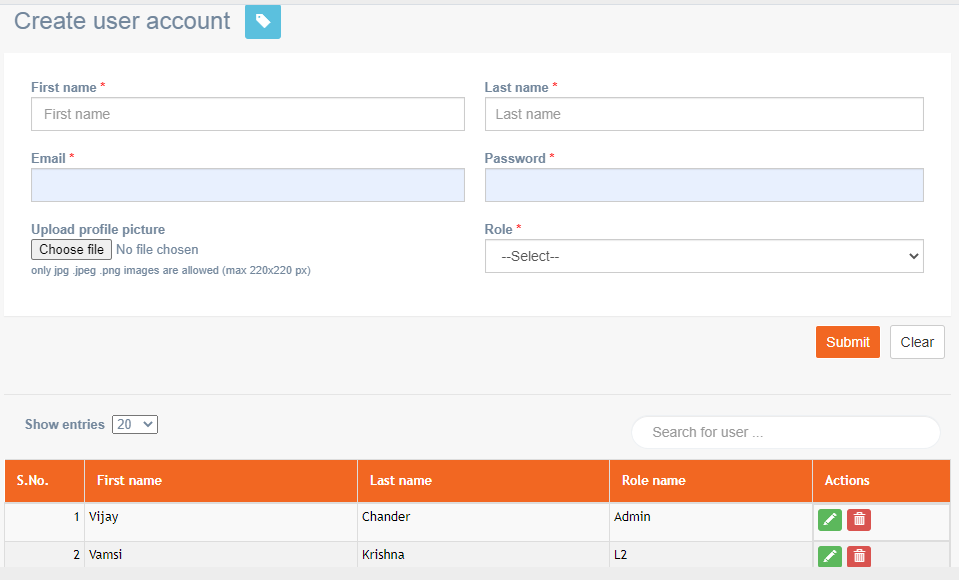 Create user account
First name * Last name *
First name Last name
Email * Password *
Upload profile picture Role *
Choose file No file chosen --Select--
only jpg .jpeg .png images are allowed (max 220x220 px)
Submit Clear
Show entries 20 Search for user ...
S.No. First name Last name Role name Actions
1 Vijay Chander Admin
2 Vamsi Krishna L2